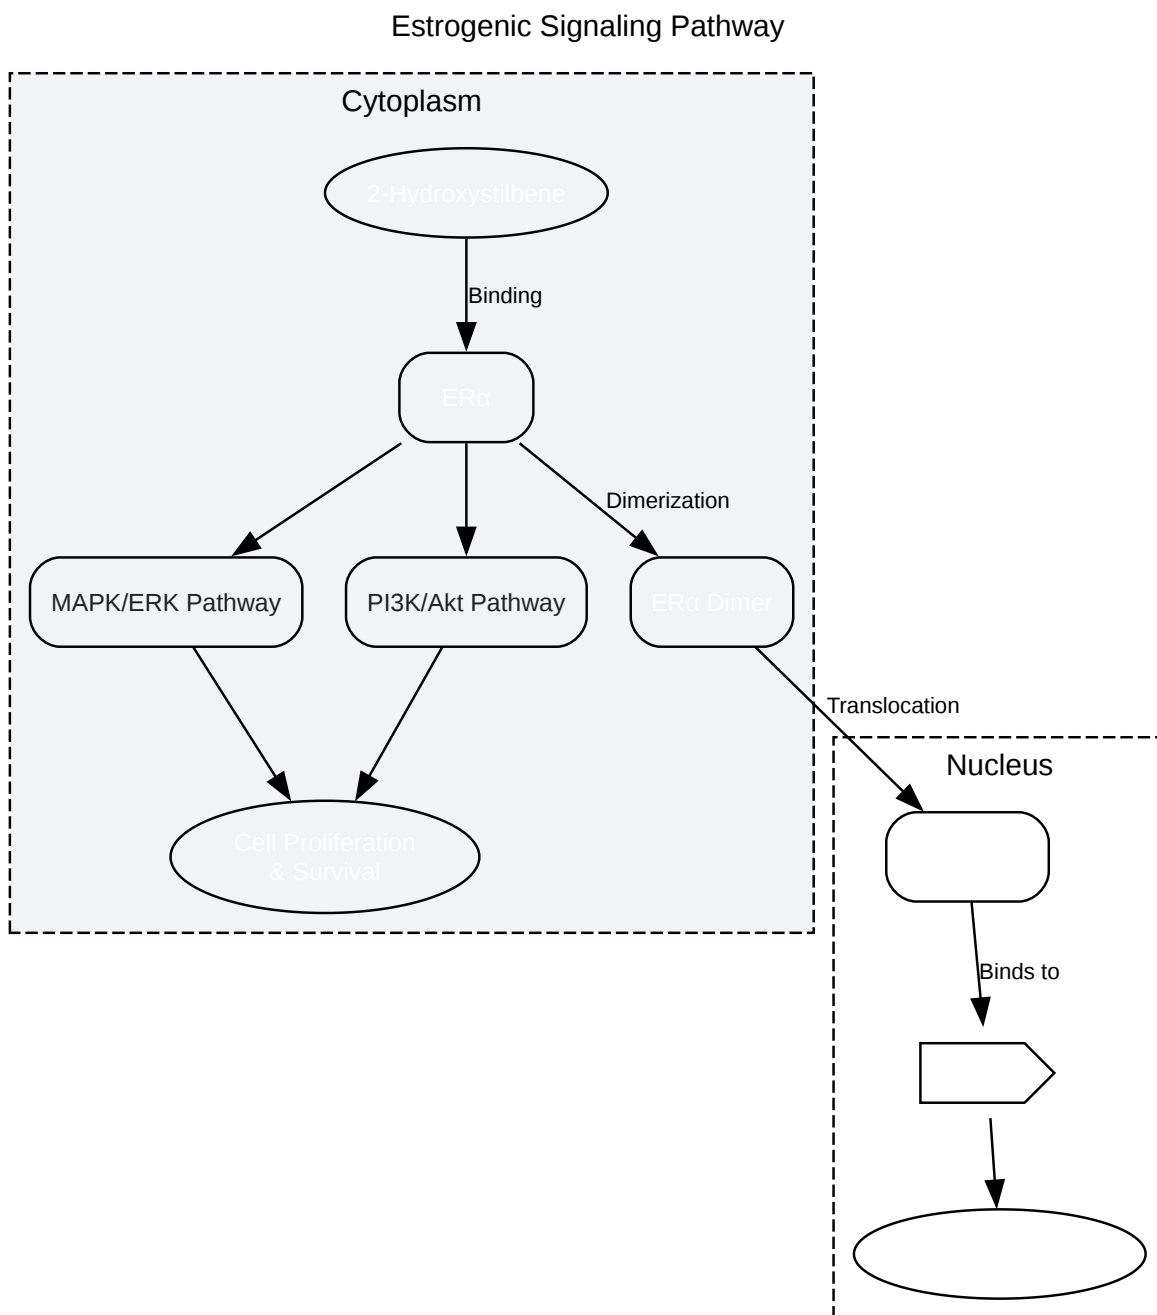 Estrogenic Signaling Pathway
Cytoplasm
2-Hydroxystilbene
Binding
ERα
Dimerization
MAPK/ERK Pathway
PI3K/Akt Pathway
ERα Dimer
Translocation
Nucleus
Cell Proliferation
& Survival
Binds to